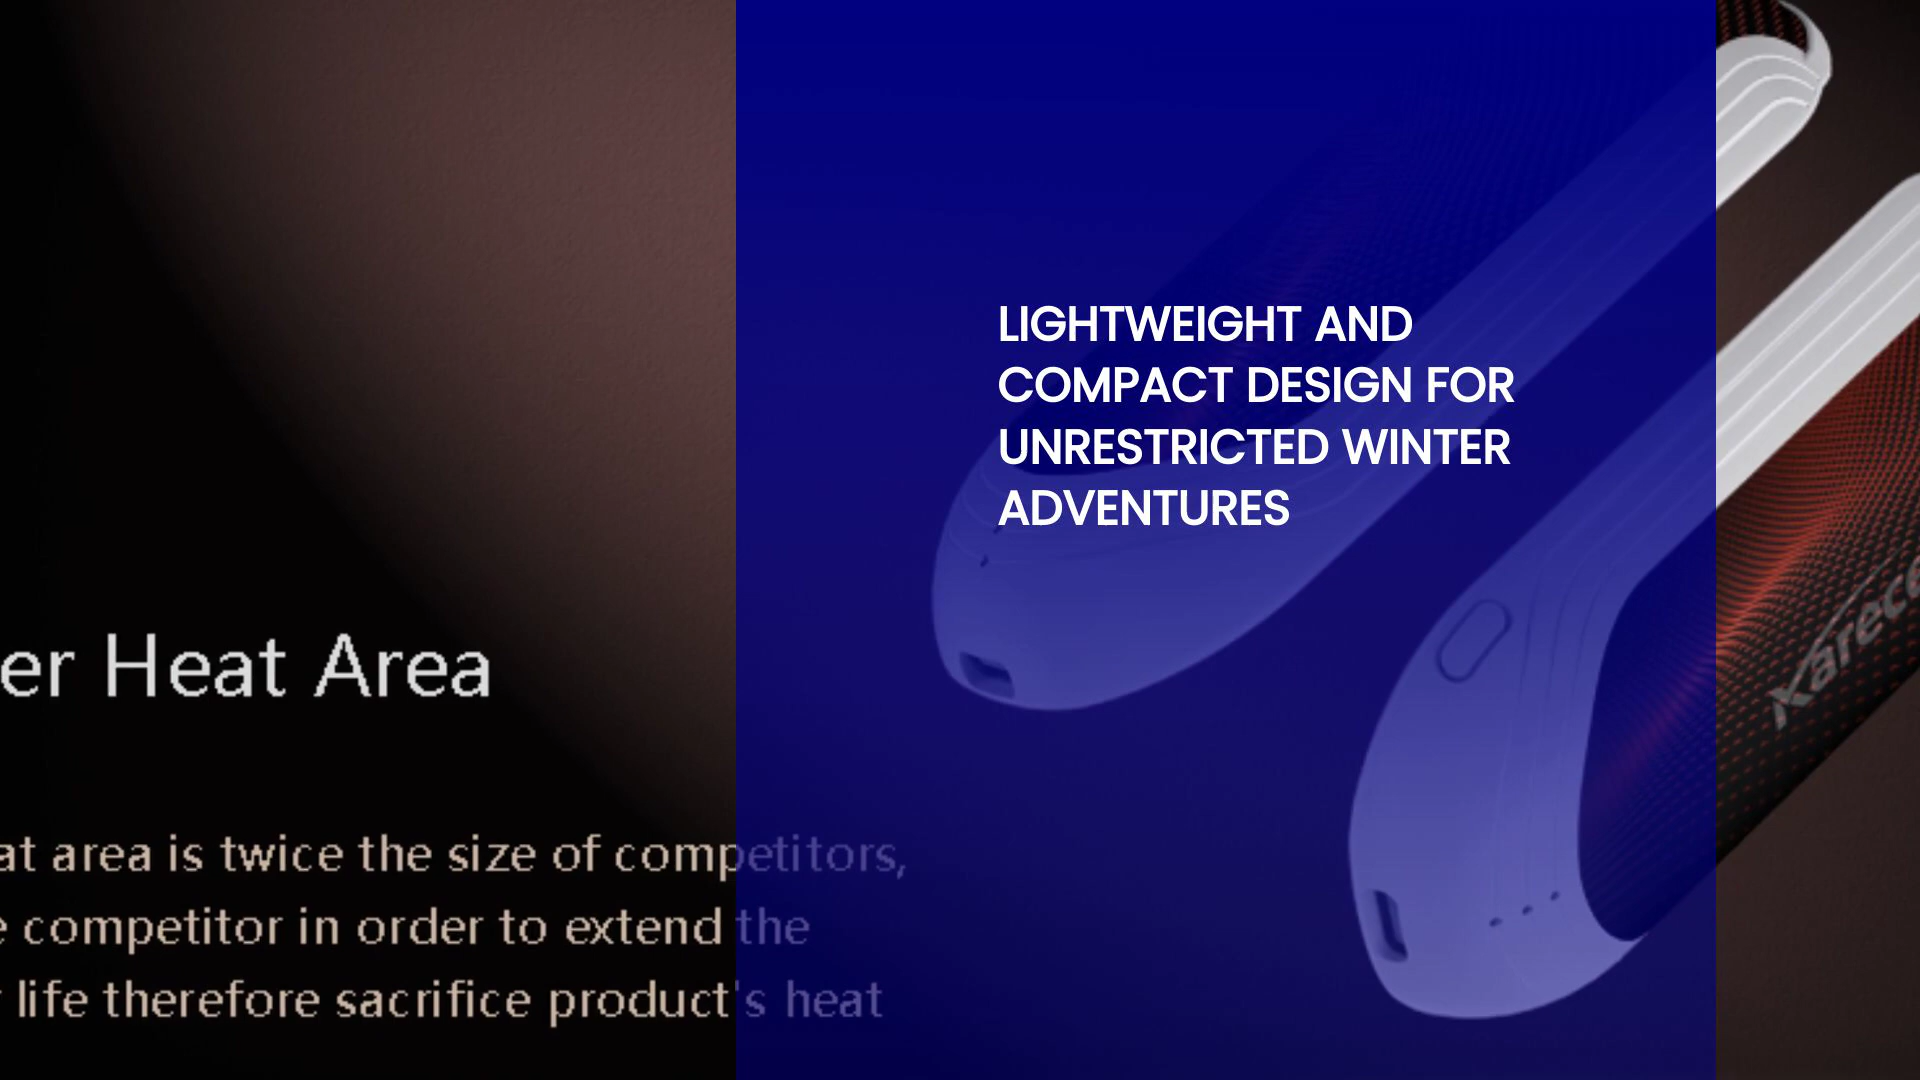 LIGHTWEIGHT AND
COMPACT DESIGN FOR
UNRESTRICTED WINTER
ADVENTURES
er Heat Area
at area is twice the size of competitors,
e competitor in order to extend the
life therefore sacrifice product's heat
Karece